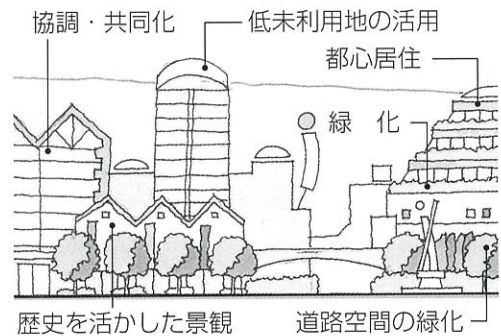 協調・共同化
低未利用地の活用
都心居住
緑 化
歴史を活かした景観
道路空間の緑化